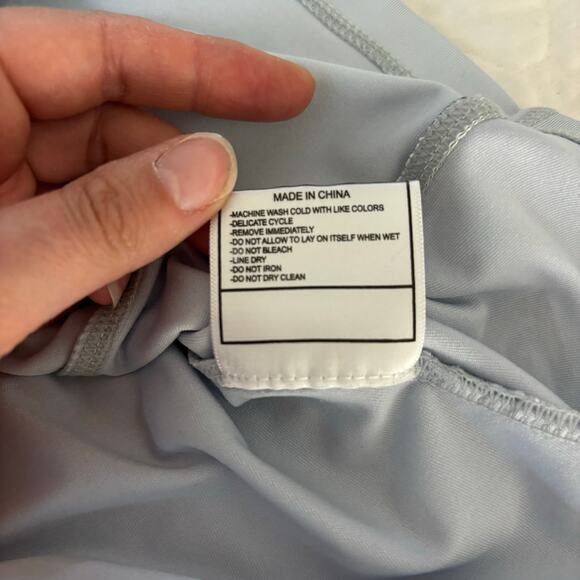 MADE IN CHINA
-MACHINE WASH COLD WITH LIKE COLORS
-DELICATE CYCLE
-REMOVE IMMEDIATELY
-DO NOT ALLOW TO LAY ON ITSELF WHEN WET
-DO NOT BLEACH
-LINE DRY
-DO NOT IRON
-DO NOT DRY CLEAN